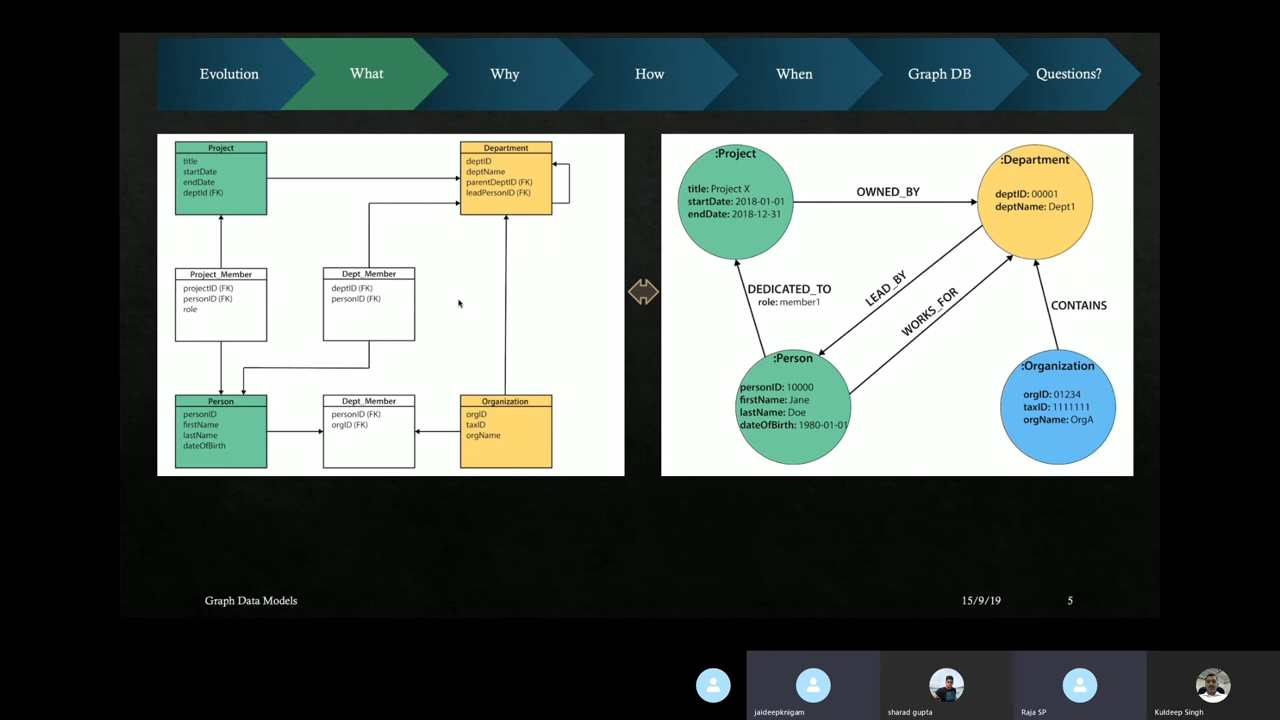 Evolution
What
Why
How
When
Graph DB
Questions?
Project
title
startDate
endDate
deptId (FK)
Department
deptID
deptName
parentDeptID (FK)
leadPersonID (FK)
Project_Member
projectID (FK)
personID (FK)
role
Dept_Member
deptID (FK)
personID (FK)
Person
personID
firstName
lastName
dateOfBirth
Dept_Member
personID (FK)
orgID (FK)
Organization
orgID
taxID
orgName
:Project
title: Project X
startDate: 2018-01-01
endDate: 2018-12-31
OWNED_BY
:Department
deptID: 00001
deptName: Dept1
DEDICATED_TO
role: member1
LEAD_BY
WORKS_FOR
CONTAINS
:Person
personID: 10000
firstName: Jane
lastName: Doe
dateOfBirth: 1980-01-01
:Organization
orgID: 01234
taxID: 1111111
orgName: OrgA
Graph Data Models
15/9/19
5
jaideepknigam
sharad gupta
Raja SP
Kuldeep Singh